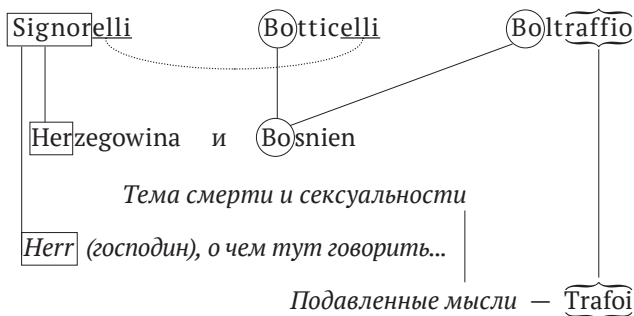 Signorelli Botticelli Boltraffio
Herzegowina и Bosnien
Тема смерти и сексуальности
Herr (господин), о чем тут говорить...
Подавленные мысли — Trafoi